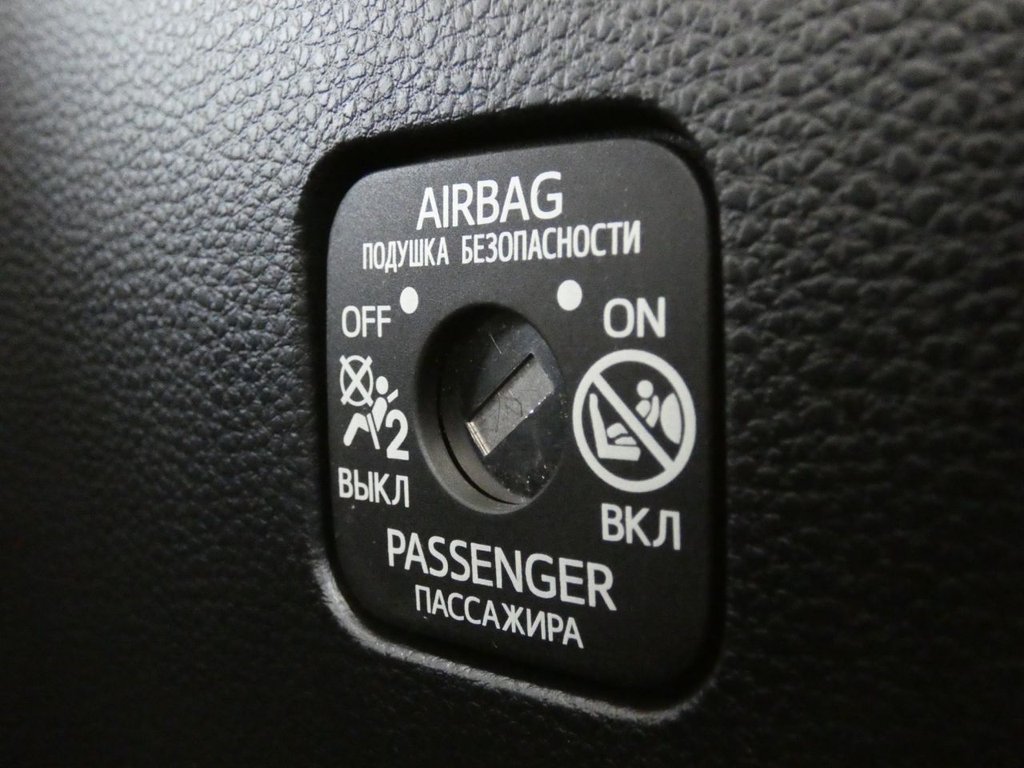 AIRBAG
ПОДУШКА БЕЗОПАСНОСТИ
OFF
ON
2
ВЫКЛ
ВКЛ
PASSENGER
ПАССАЖИРА